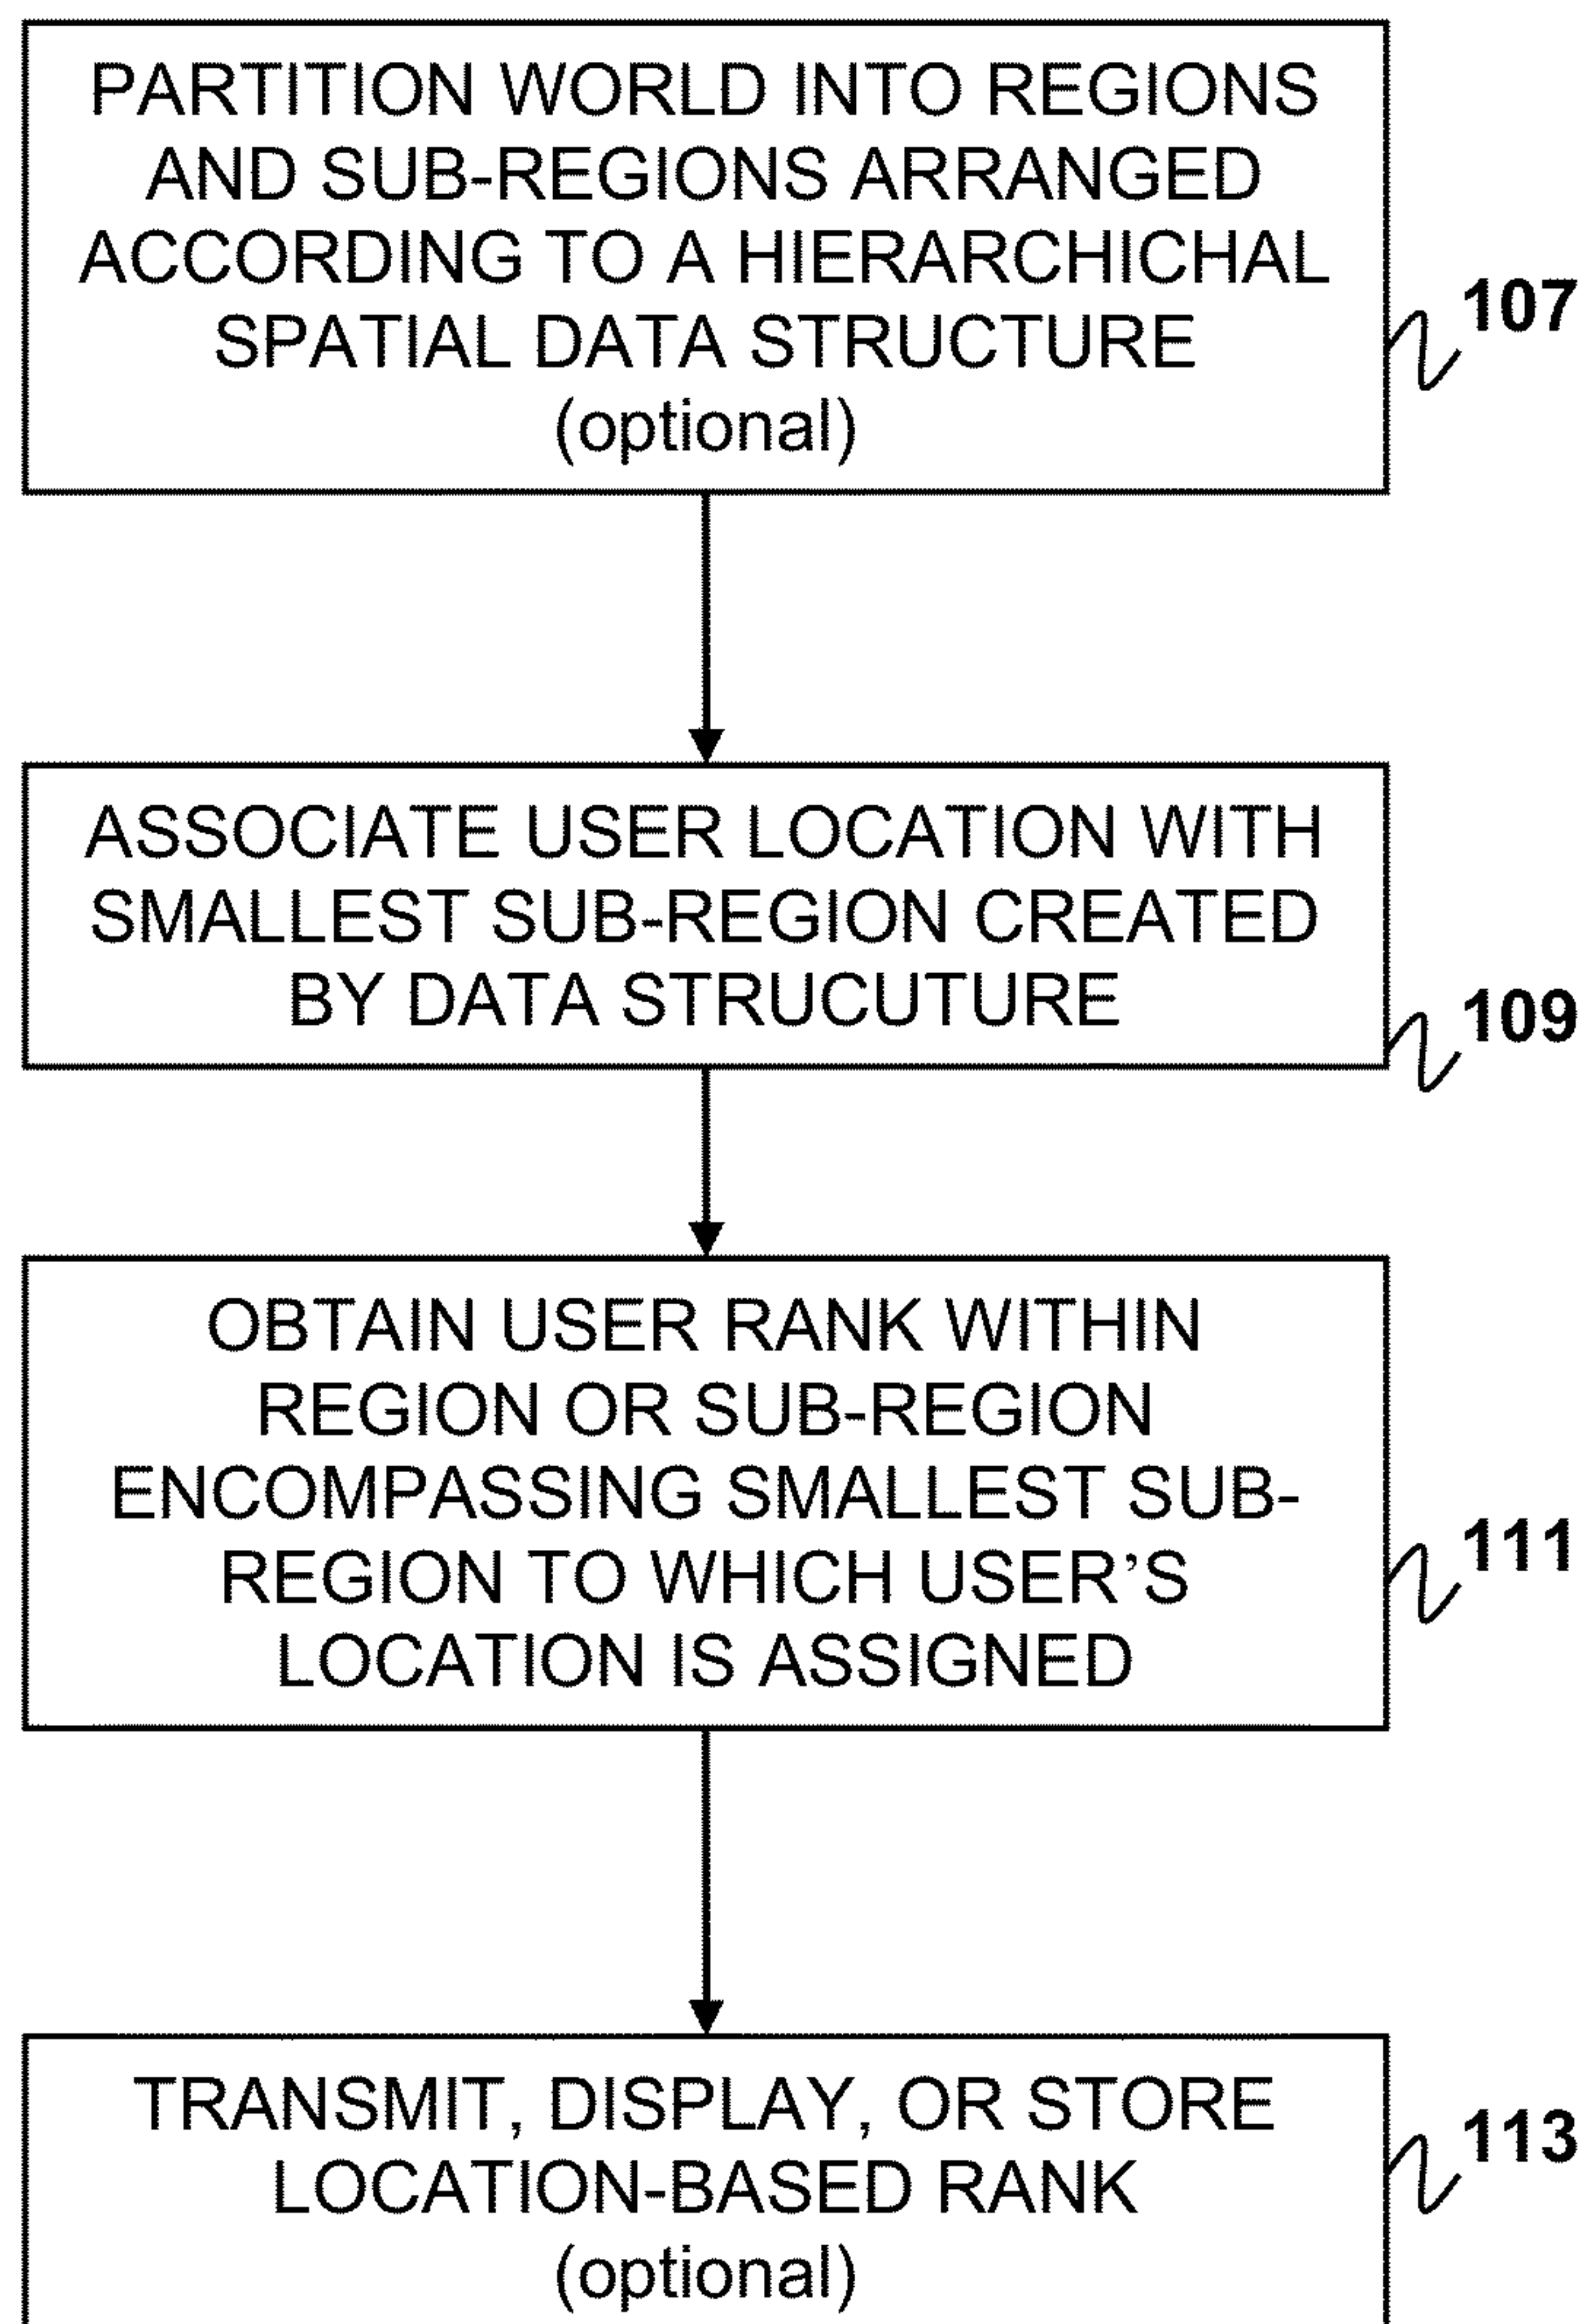 PARTITION WORLD INTO REGIONS
AND SUB-REGIONS ARRANGED
ACCORDING TO A HIERARCHICHAL
SPATIAL DATA STRUCTURE
(optional)
107
ASSOCIATE USER LOCATION WITH
SMALLEST SUB-REGION CREATED
BY DATA STRUCUTURE
109
OBTAIN USER RANK WITHIN
REGION OR SUB-REGION
ENCOMPASSING SMALLEST SUB-
REGION TO WHICH USER’S
LOCATION IS ASSIGNED
111
TRANSMIT, DISPLAY, OR STORE
LOCATION-BASED RANK
(optional)
113